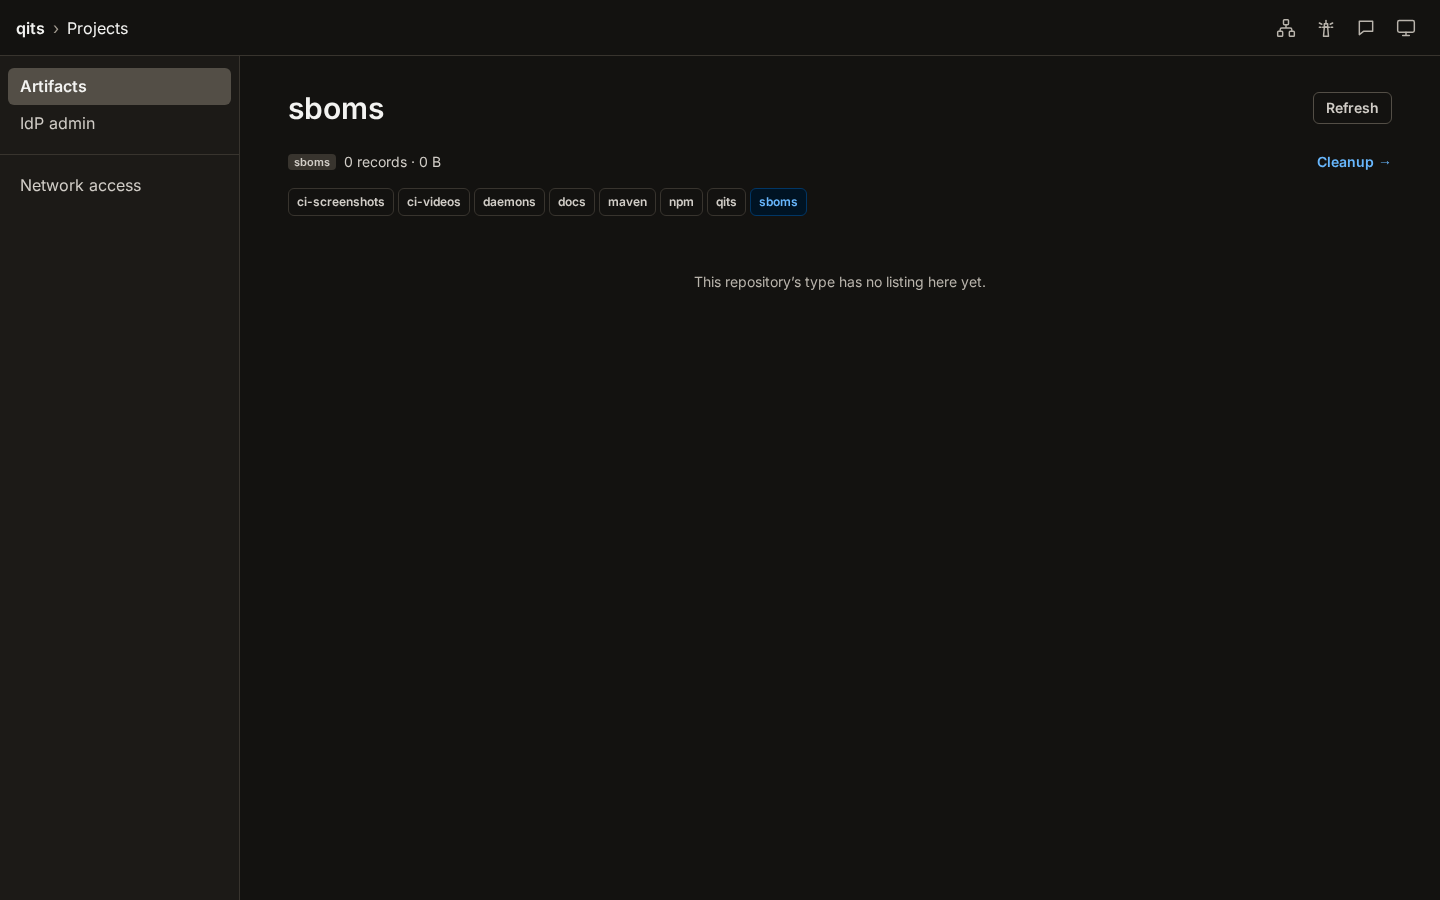 qits › Projects
Artifacts
IdP admin
Network access
sboms
Refresh
sboms 0 records · 0 B
Cleanup →
ci-screenshots ci-videos daemons docs maven npm qits sboms
This repository’s type has no listing here yet.